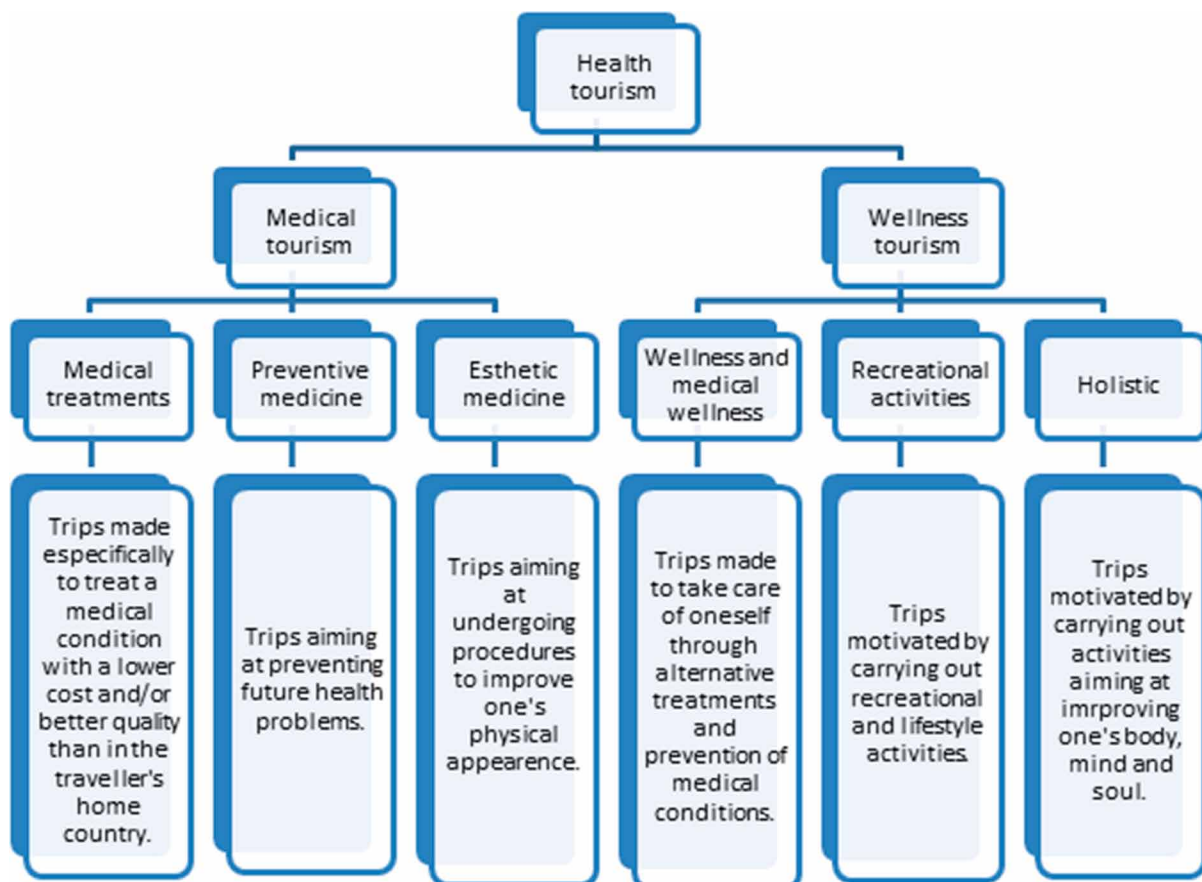 Health
tourism
Medical
tourism
Wellness
tourism
Medical
treatments
Preventive
medicine
Esthetic
medicine
Wellness and
medical
wellness
Recreational
activities
Holistic
Trips made
especifically
to treat a
medical
condition
with a lower
cost and/or
better quality
than in the
traveller's
home
country.
Trips aiming
at preventing
future health
problems.
Trips aiming
at
undergoing
procedures
to improve
one's
physical
appearence.
Trips made
to take care
of oneself
through
alternative
treatments
and
prevention of
medical
conditions.
Trips
motivated by
carrying out
recreational
and lifestyle
activities.
Trips
motivated by
carrying out
activities
aiming at
imrproving
one's body,
mind and
soul.